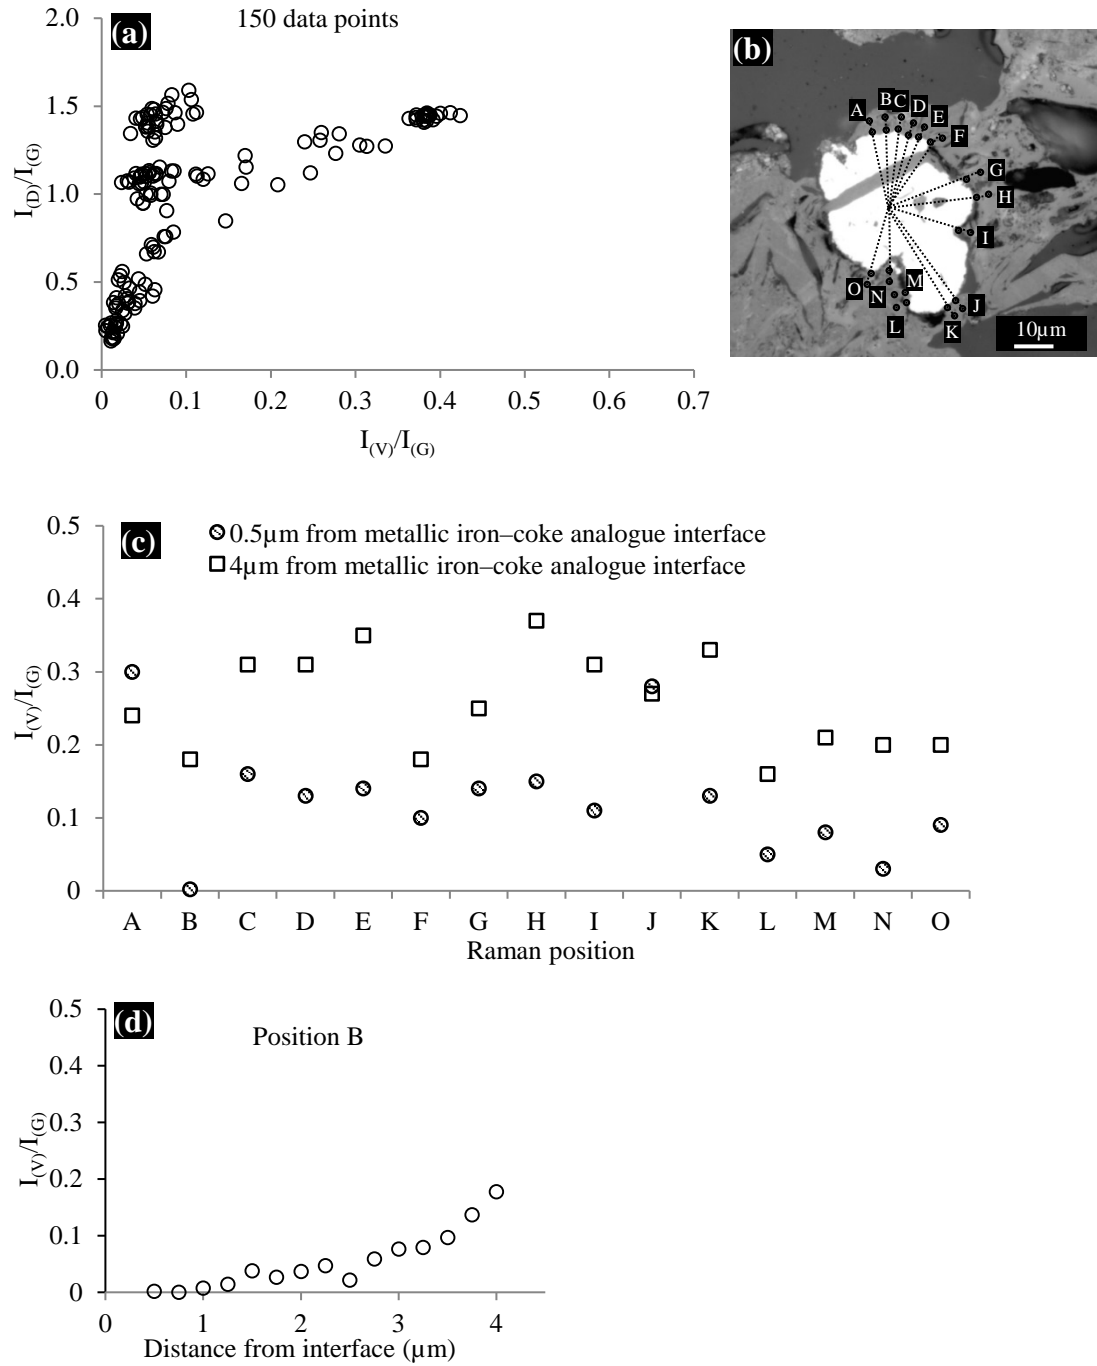 (a)
150 data points
2.0
1.5
1.0
0.5
0.0
I(D)/I(G)
0 0.1 0.2 0.3 0.4 0.5 0.6 0.7
I(V)/I(G)
(b)
A B C D E F G H I J K L M N O
10µm
(c)
0.5µm from metallic iron–coke analogue interface
4µm from metallic iron–coke analogue interface
0.5
0.4
0.3
0.2
0.1
0
I(V)/I(G)
A B C D E F G H I J K L M N O
Raman position
(d)
Position B
0.5
0.4
0.3
0.2
0.1
0
I(V)/I(G)
0 1 2 3 4
Distance from interface (µm)